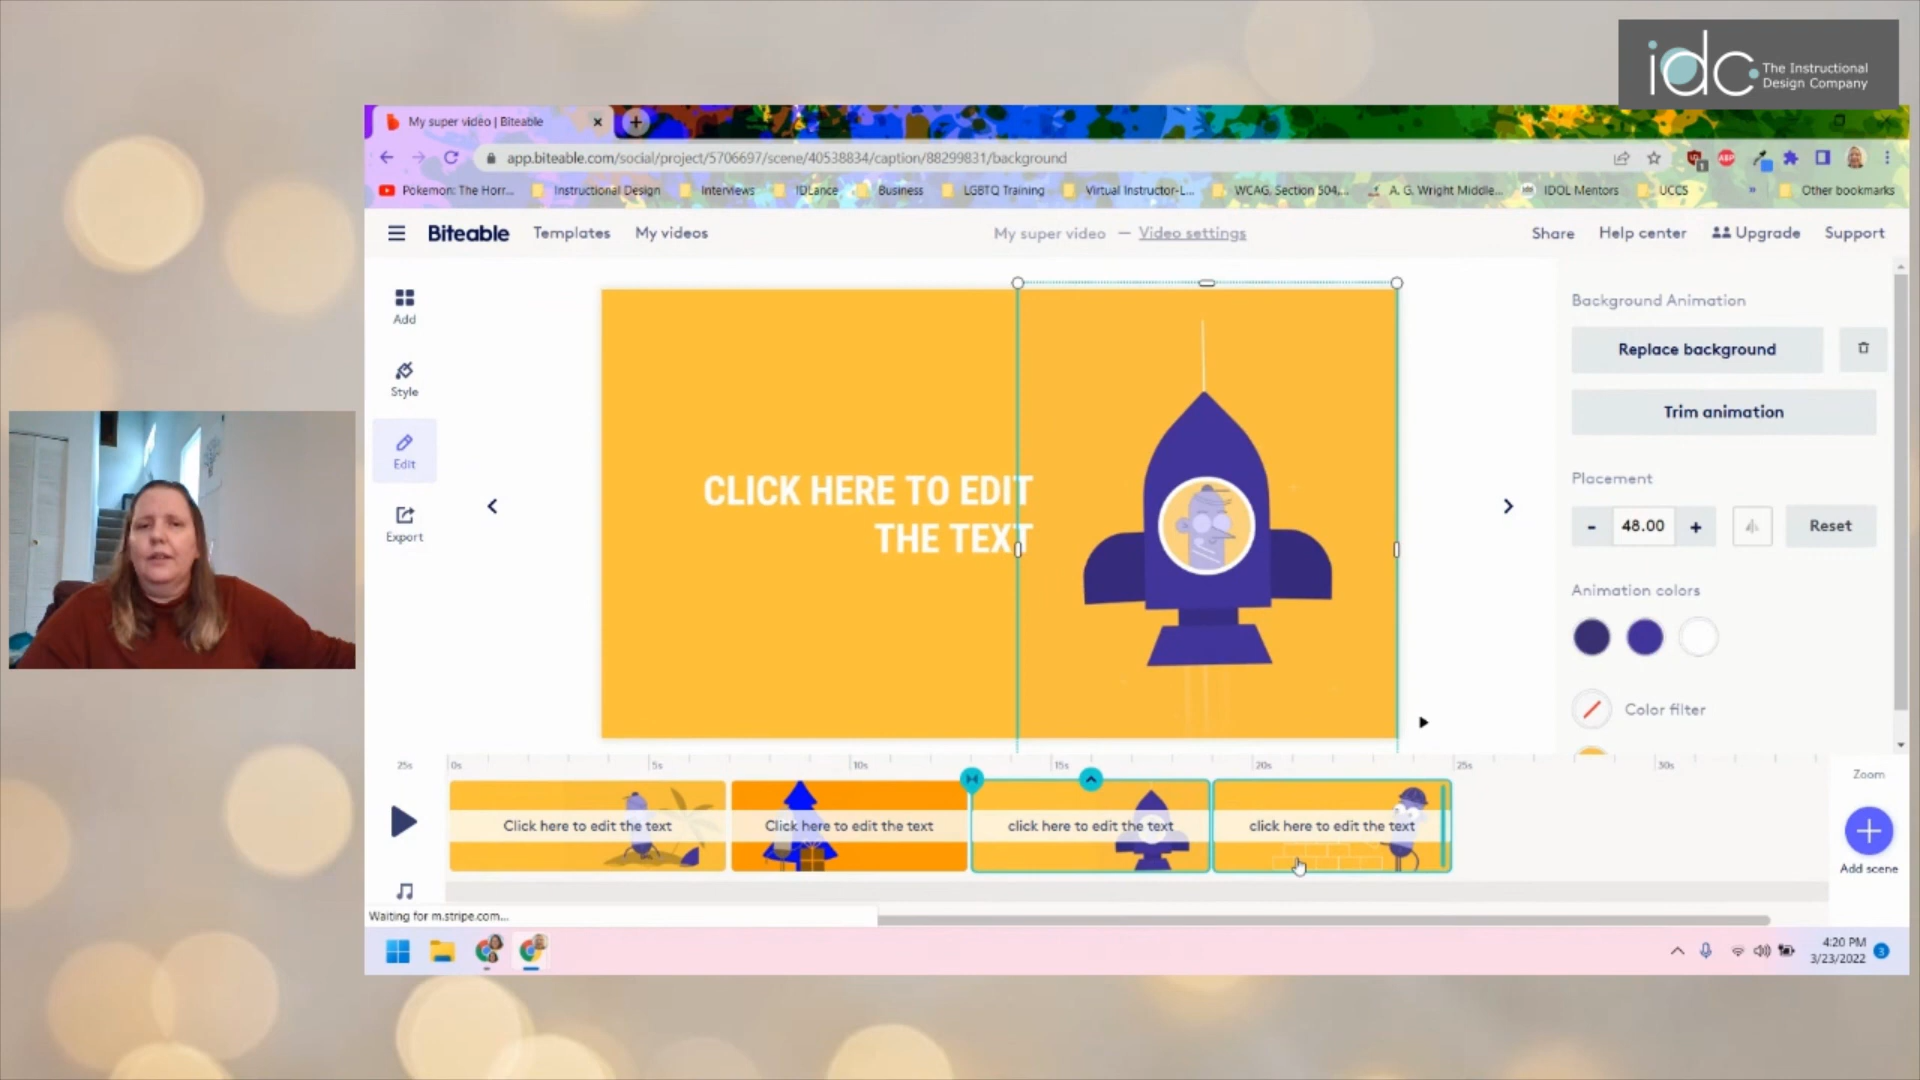 idc The Instructional
Design Company
My super video | Biteable
app.biteable.com/social/project/5706697/scene/40538834/caption/88299831/background
Pokemon: The Horr... Instructional Design Interviews IDLance Business LGBTQ Training Virtual Instructor-L... WCAG, Section 504,... A. G. Wright Middle... IDOL Mentors UCCS » Other bookmarks
Biteable Templates My videos My super video — Video settings Share Help center Upgrade Support
Add
Style
Edit
Export
CLICK HERE TO EDIT
THE TEXT
Background Animation
Replace background
Trim animation
Placement
- 48.00 + Reset
Animation colors
Color filter
25s 0s 5s 10s 15s 20s 25s 30s
Zoom
Click here to edit the text Click here to edit the text click here to edit the text click here to edit the text
Add scene
Waiting for m.stripe.com...
4:20 PM
3/23/2022 3